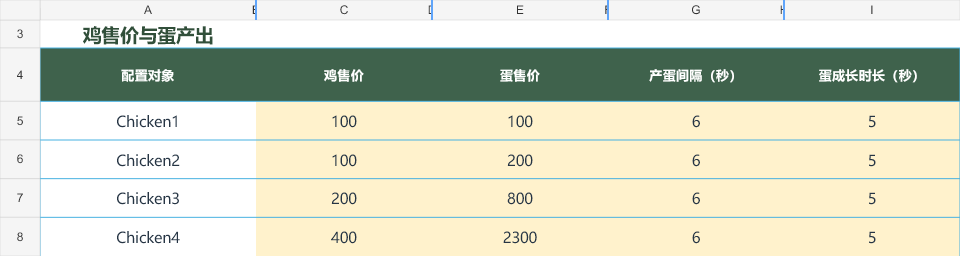 A C E G I
3 鸡售价与蛋产出
4 配置对象 鸡售价 蛋售价 产蛋间隔（秒） 蛋成长时长（秒）
5 Chicken1 100 100 6 5
6 Chicken2 100 200 6 5
7 Chicken3 200 800 6 5
8 Chicken4 400 2300 6 5